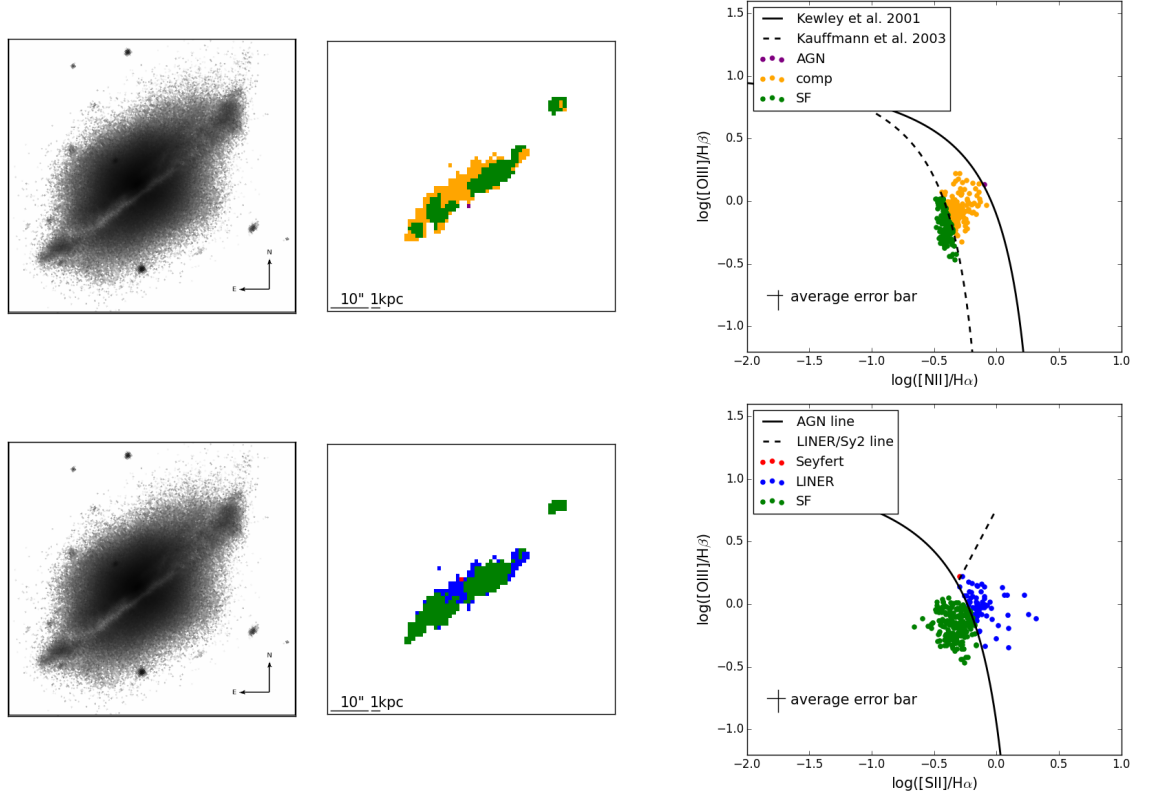 N
E
10" 1kpc
Kewley et al. 2001
Kauffmann et al. 2003
AGN
comp
SF
average error bar
log([OIII]/Hβ)
1.5
1.0
0.5
0.0
−0.5
−1.0
−2.0 −1.5 −1.0 −0.5 0.0 0.5 1.0
log([NII]/Hα)
N
E
10" 1kpc
AGN line
LINER/Sy2 line
Seyfert
LINER
SF
average error bar
log([OIII]/Hβ)
1.5
1.0
0.5
0.0
−0.5
−1.0
−2.0 −1.5 −1.0 −0.5 0.0 0.5 1.0
log([SII]/Hα)